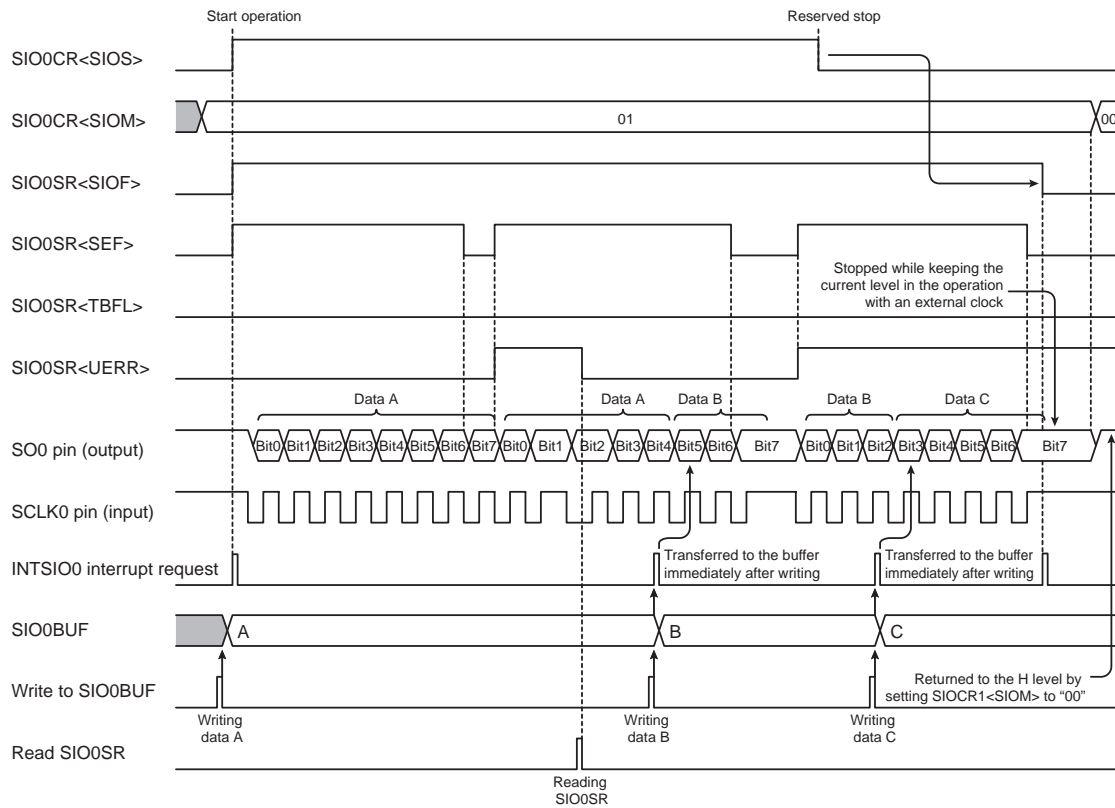 Start operation
Reserved stop
SIO0CR<SIOS>
SIO0CR<SIOM>
01
00
SIO0SR<SIOF>
SIO0SR<SEF>
Stopped while keeping the
current level in the operation
with an external clock
SIO0SR<TBFL>
SIO0SR<UERR>
Data A
Data A
Data B
Data B
Data C
SO0 pin (output)
Bit0 Bit1 Bit2 Bit3 Bit4 Bit5 Bit6 Bit7 Bit0 Bit1 Bit2 Bit3 Bit4 Bit5 Bit6 Bit7 Bit0 Bit1 Bit2 Bit3 Bit4 Bit5 Bit6 Bit7
SCLK0 pin (input)
INTSIO0 interrupt request
Transferred to the buffer
immediately after writing
Transferred to the buffer
immediately after writing
SIO0BUF
A
B
C
Write to SIO0BUF
Returned to the H level by
setting SIOCR1<SIOM> to “00”
Writing
data A
Writing
data B
Writing
data C
Read SIO0SR
Reading
SIO0SR